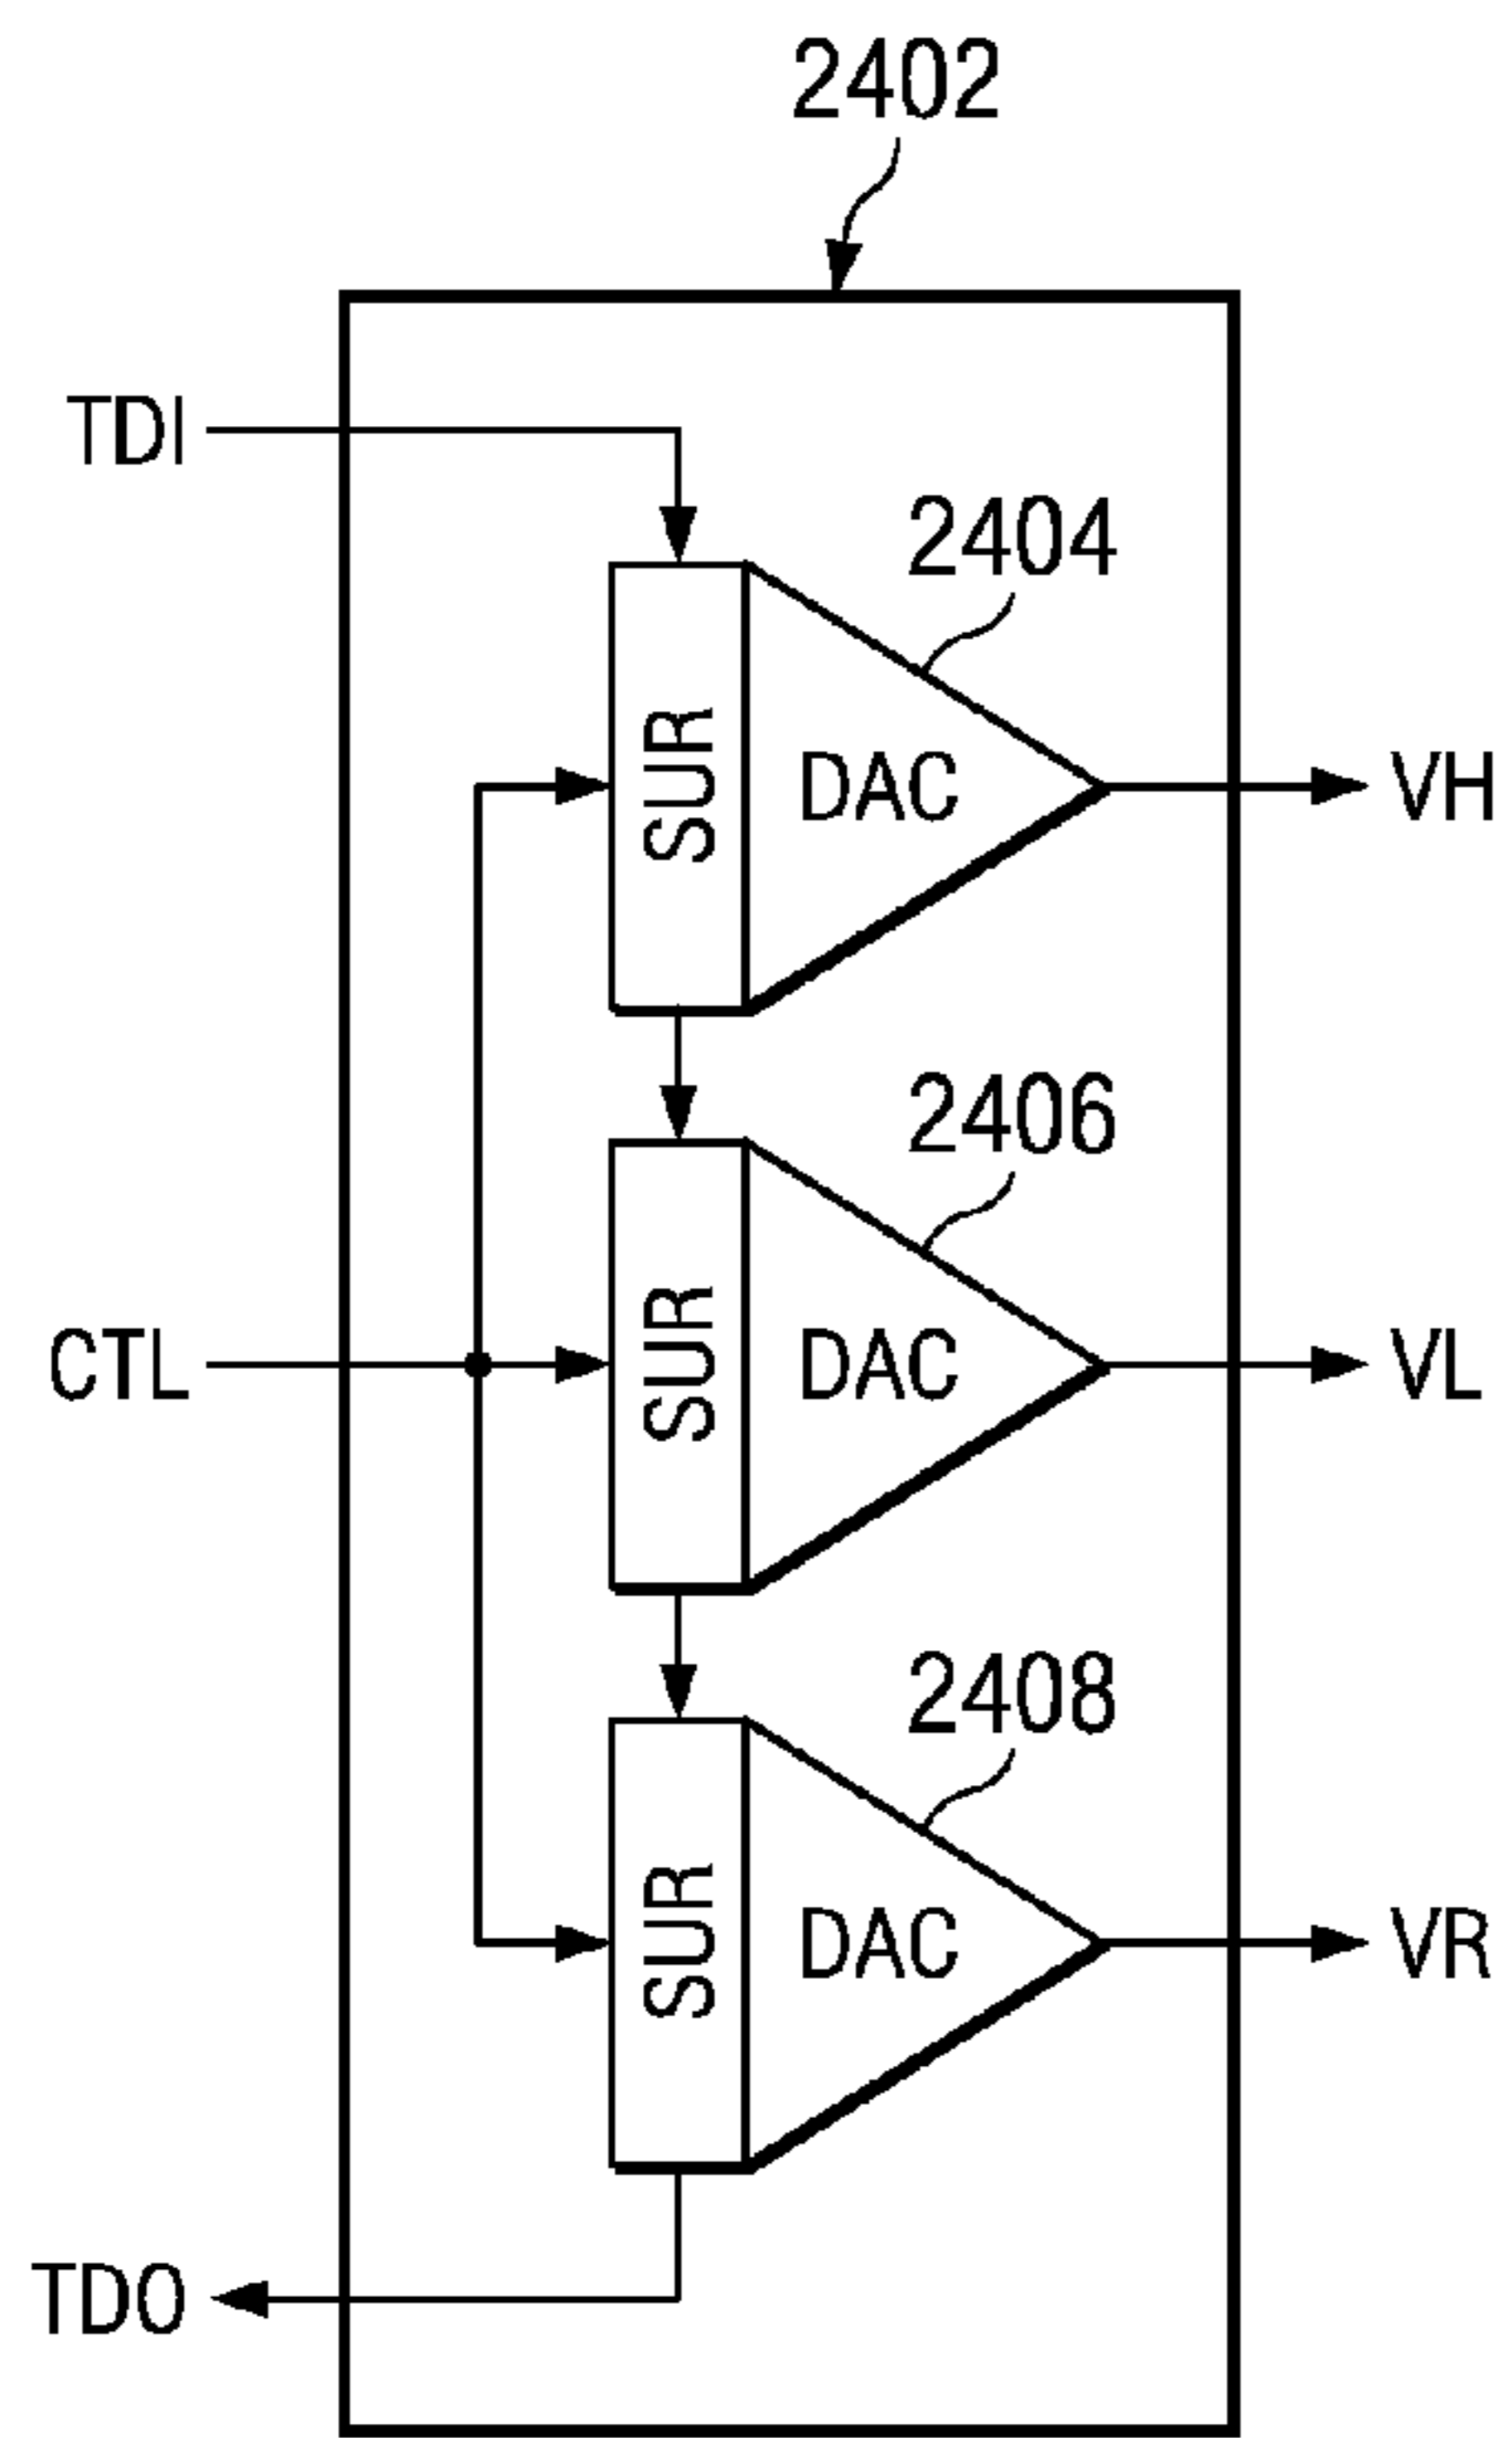 2402
TDI
2404
SUR
DAC
VH
2406
CTL
SUR
DAC
VL
2408
SUR
DAC
VR
TDO